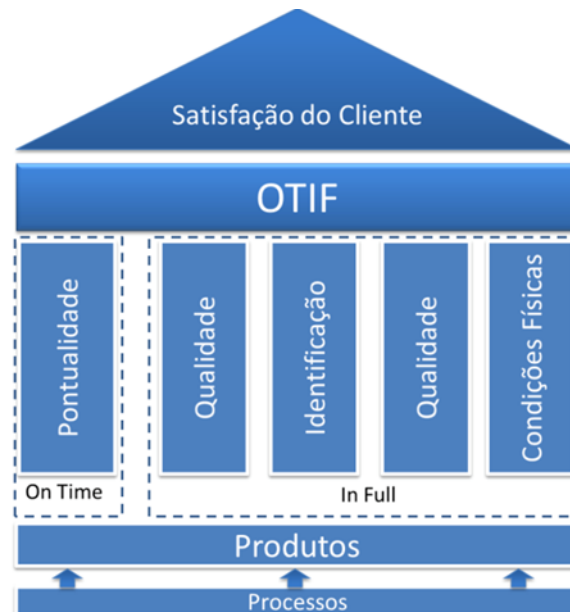 Satisfação do Cliente
OTIF
Pontualidade
Qualidade
Identificação
Qualidade
Condições Físicas
On Time
In Full
Produtos
Processos